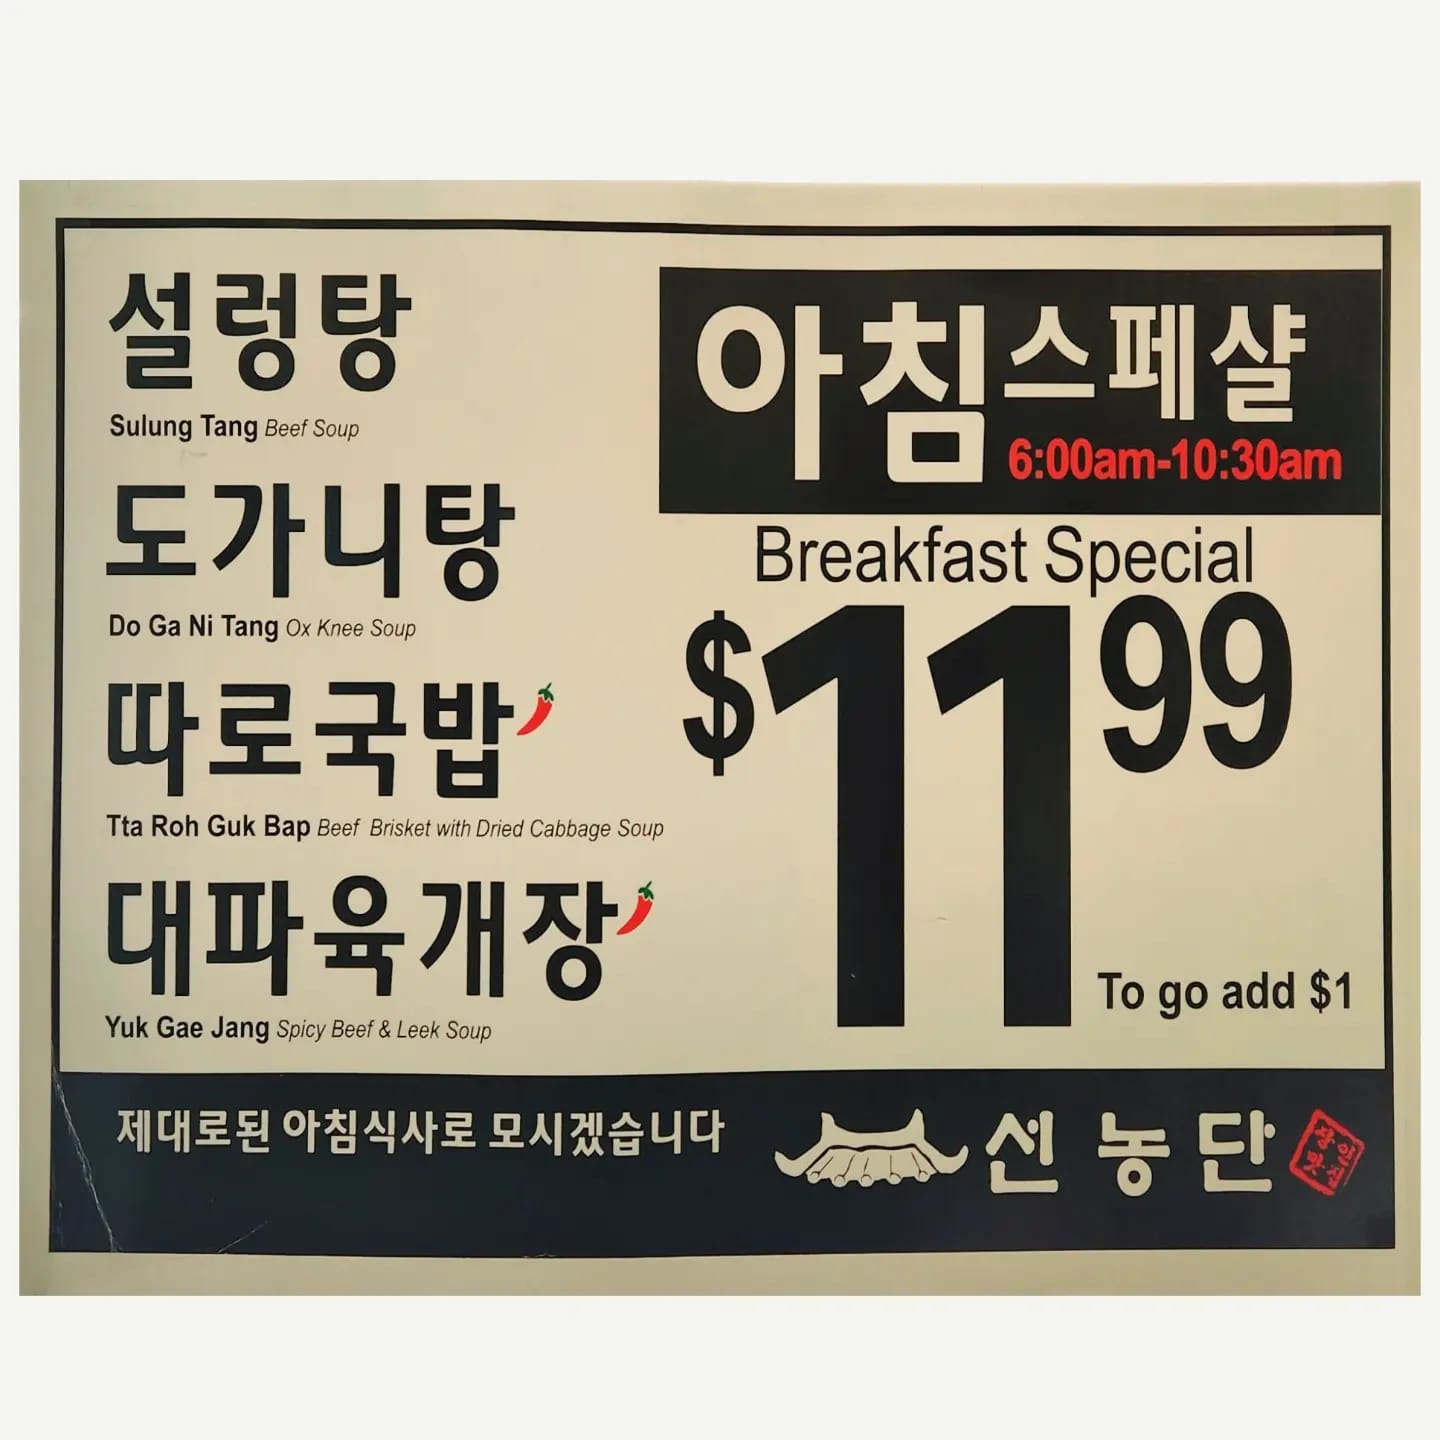 설렁탕
Sulung Tang Beef Soup
도가니탕
Do Ga Ni Tang Ox Knee Soup
따로국밥
Tta Roh Guk Bap Beef Brisket with Dried Cabbage Soup
대파육개장
Yuk Gae Jang Spicy Beef & Leek Soup
아침스페샬
6:00am-10:30am
Breakfast Special
$1199
To go add $1
제대로된 아침식사로 모시겠습니다
선농단